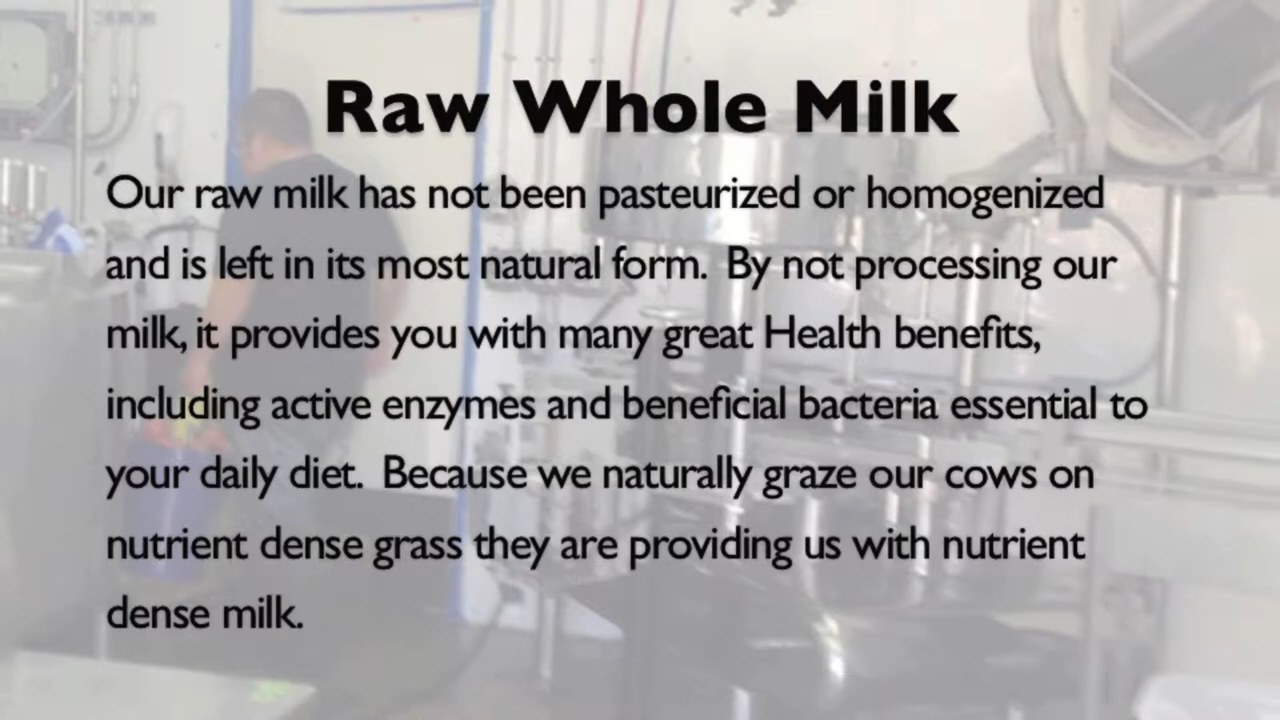 Raw Whole Milk
Our raw milk has not been pasteurized or homogenized
and is left in its most natural form. By not processing our
milk, it provides you with many great Health benefits,
including active enzymes and beneficial bacteria essential to
your daily diet. Because we naturally graze our cows on
nutrient dense grass they are providing us with nutrient
dense milk.